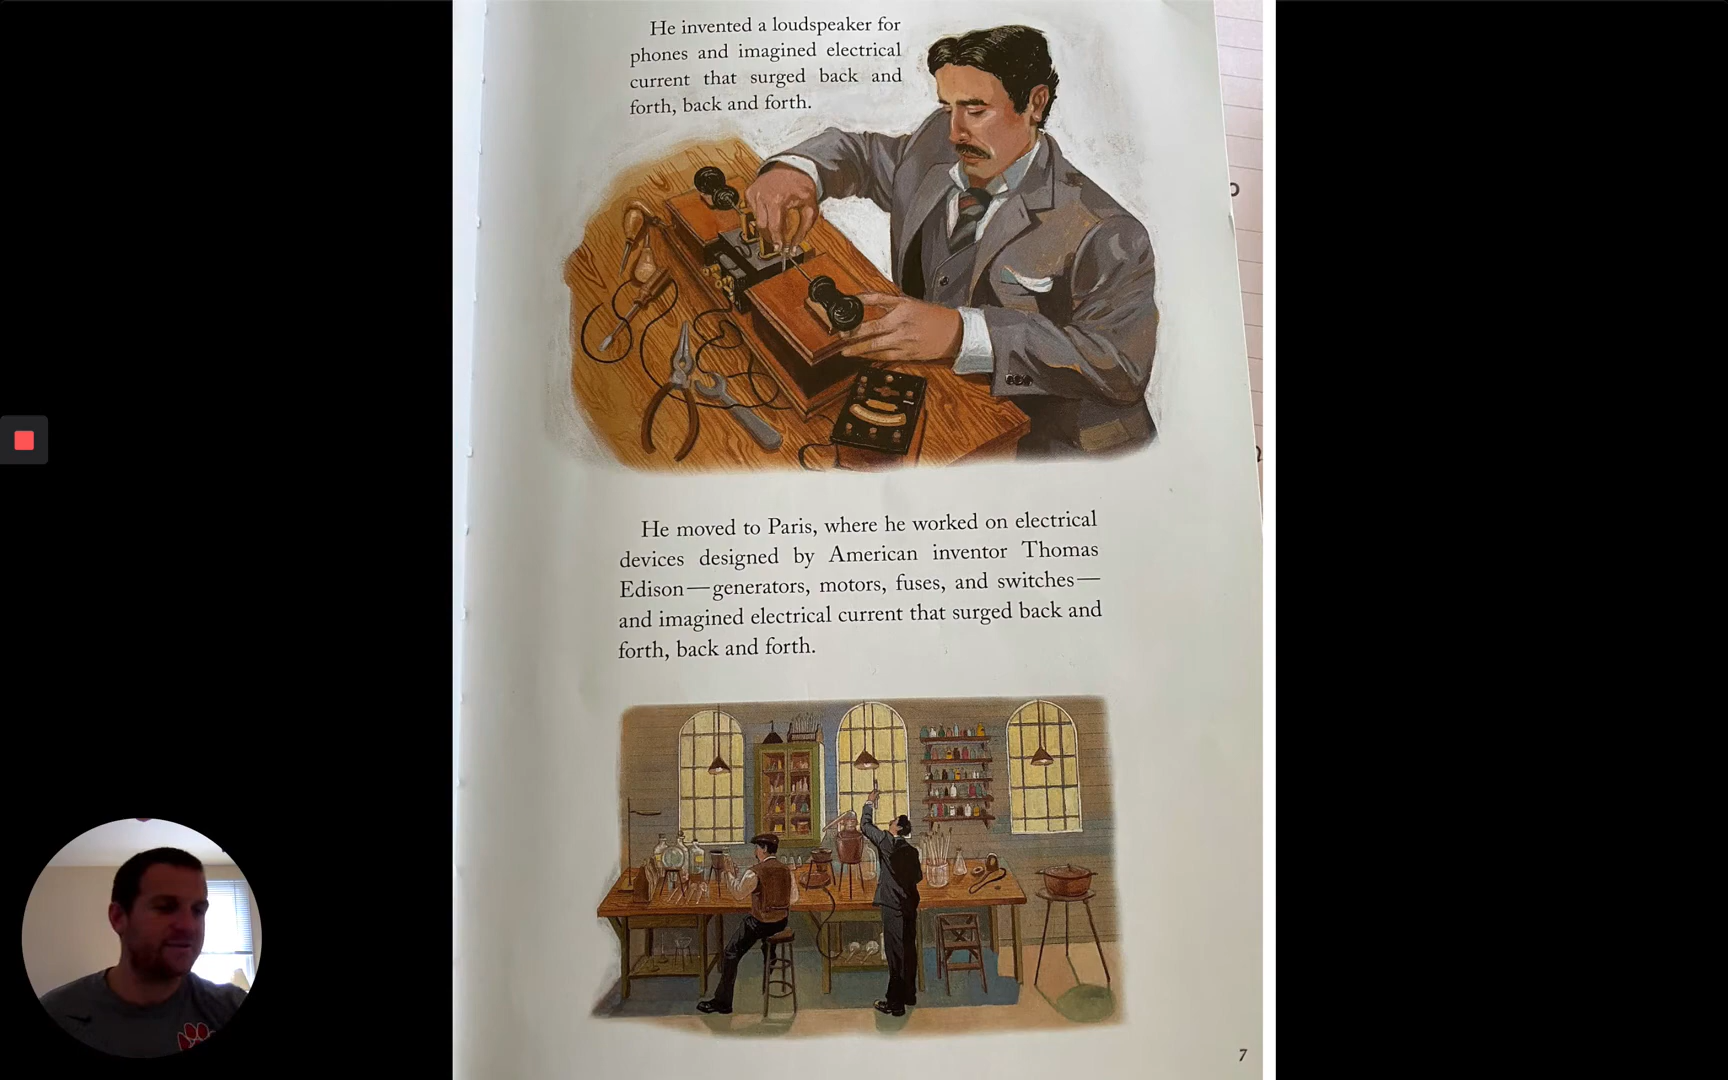 He invented a loudspeaker for
phones and imagined electrical
current that surged back and
forth, back and forth.
He moved to Paris, where he worked on electrical
devices designed by American inventor Thomas
Edison—generators, motors, fuses, and switches—
and imagined electrical current that surged back and
forth, back and forth.
7